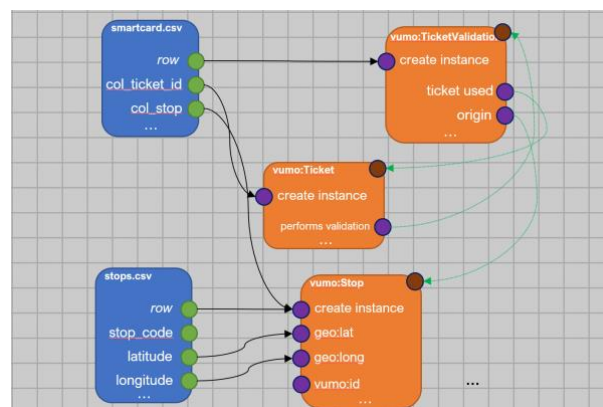 smartcard.csv
row
col_ticket_id
col_stop
...
vumo:TicketValidation
create instance
ticket used
origin
...
vumo:Ticket
create instance
performs validation
...
stops.csv
row
stop_code
latitude
longitude
...
vumo:Stop
create instance
geo:lat
geo:long
vumo:id
...
...